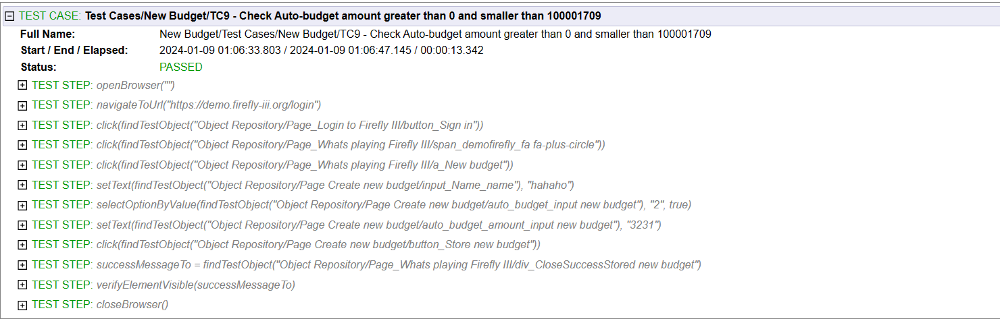 TEST CASE: Test Cases/New Budget/TC9 - Check Auto-budget amount greater than 0 and smaller than 100001709
Full Name: New Budget/Test Cases/New Budget/TC9 - Check Auto-budget amount greater than 0 and smaller than 100001709
Start / End / Elapsed: 2024-01-09 01:06:33.803 / 2024-01-09 01:06:47.145 / 00:00:13.342
Status: PASSED
TEST STEP: openBrowser("")
TEST STEP: navigateToUrl("https://demo.firefly-iii.org/login")
TEST STEP: click(findTestObject("Object Repository/Page_Login to Firefly III/button_Sign in"))
TEST STEP: click(findTestObject("Object Repository/Page_Whats playing Firefly III/span_demofirefly_fa fa-plus-circle"))
TEST STEP: click(findTestObject("Object Repository/Page_Whats playing Firefly III/a_New budget"))
TEST STEP: setText(findTestObject("Object Repository/Page Create new budget/input_Name_name"), "hahaho")
TEST STEP: selectOptionByValue(findTestObject("Object Repository/Page Create new budget/auto_budget_input new budget"), "2", true)
TEST STEP: setText(findTestObject("Object Repository/Page Create new budget/auto_budget_amount_input new budget"), "3231")
TEST STEP: click(findTestObject("Object Repository/Page Create new budget/button_Store new budget"))
TEST STEP: successMessageTo = findTestObject("Object Repository/Page_Whats playing Firefly III/div_CloseSuccessStored new budget")
TEST STEP: verifyElementVisible(successMessageTo)
TEST STEP: closeBrowser()